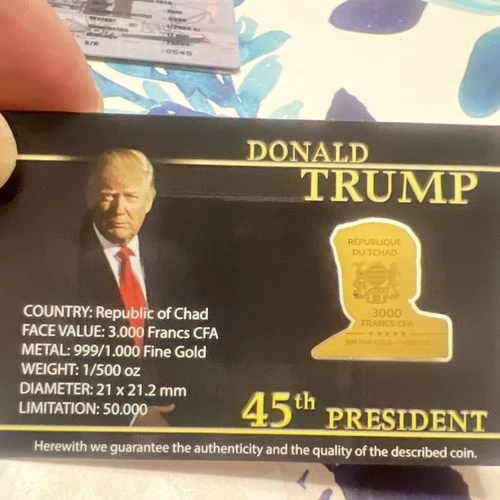 DONALD
TRUMP
RÉPUBLIQUE
DU TCHAD
3000
FRANCS CFA
COUNTRY: Republic of Chad
FACE VALUE: 3.000 Francs CFA
METAL: 999/1.000 Fine Gold
WEIGHT: 1/500 oz
DIAMETER: 21 x 21.2 mm
LIMITATION: 50.000
45th PRESIDENT
Herewith we guarantee the authenticity and the quality of the described coin.